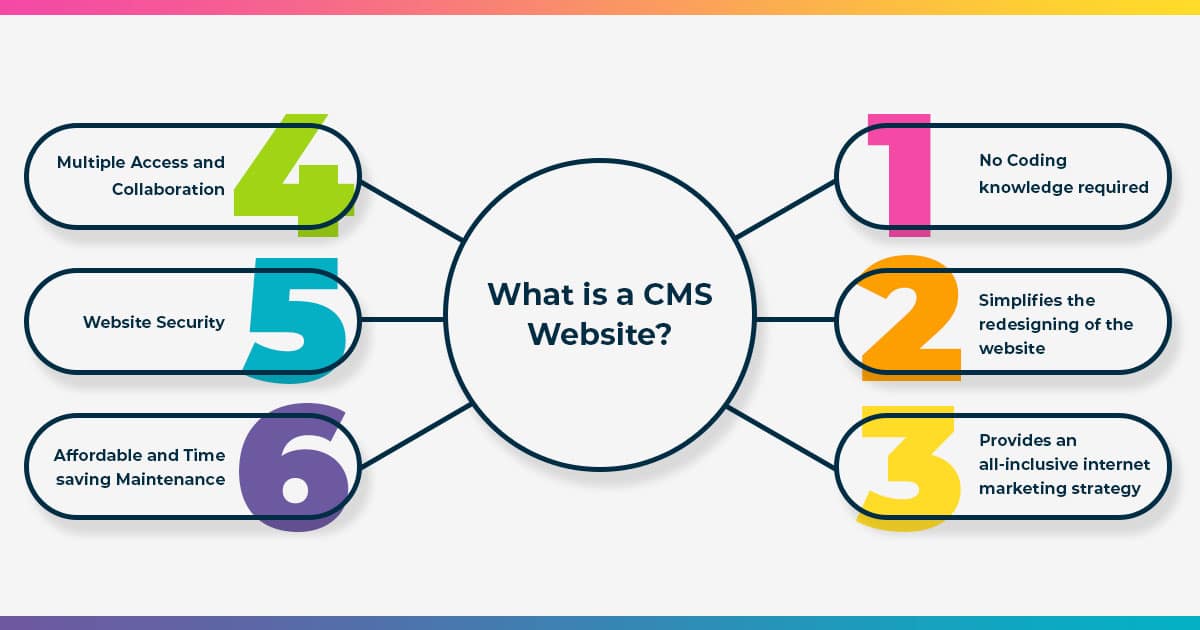 What is a CMS
Website?
1
No Coding
knowledge required
2
Simplifies the
redesigning of the
website
3
Provides an
all-inclusive internet
marketing strategy
4
Multiple Access and
Collaboration
5
Website Security
6
Affordable and Time
saving Maintenance